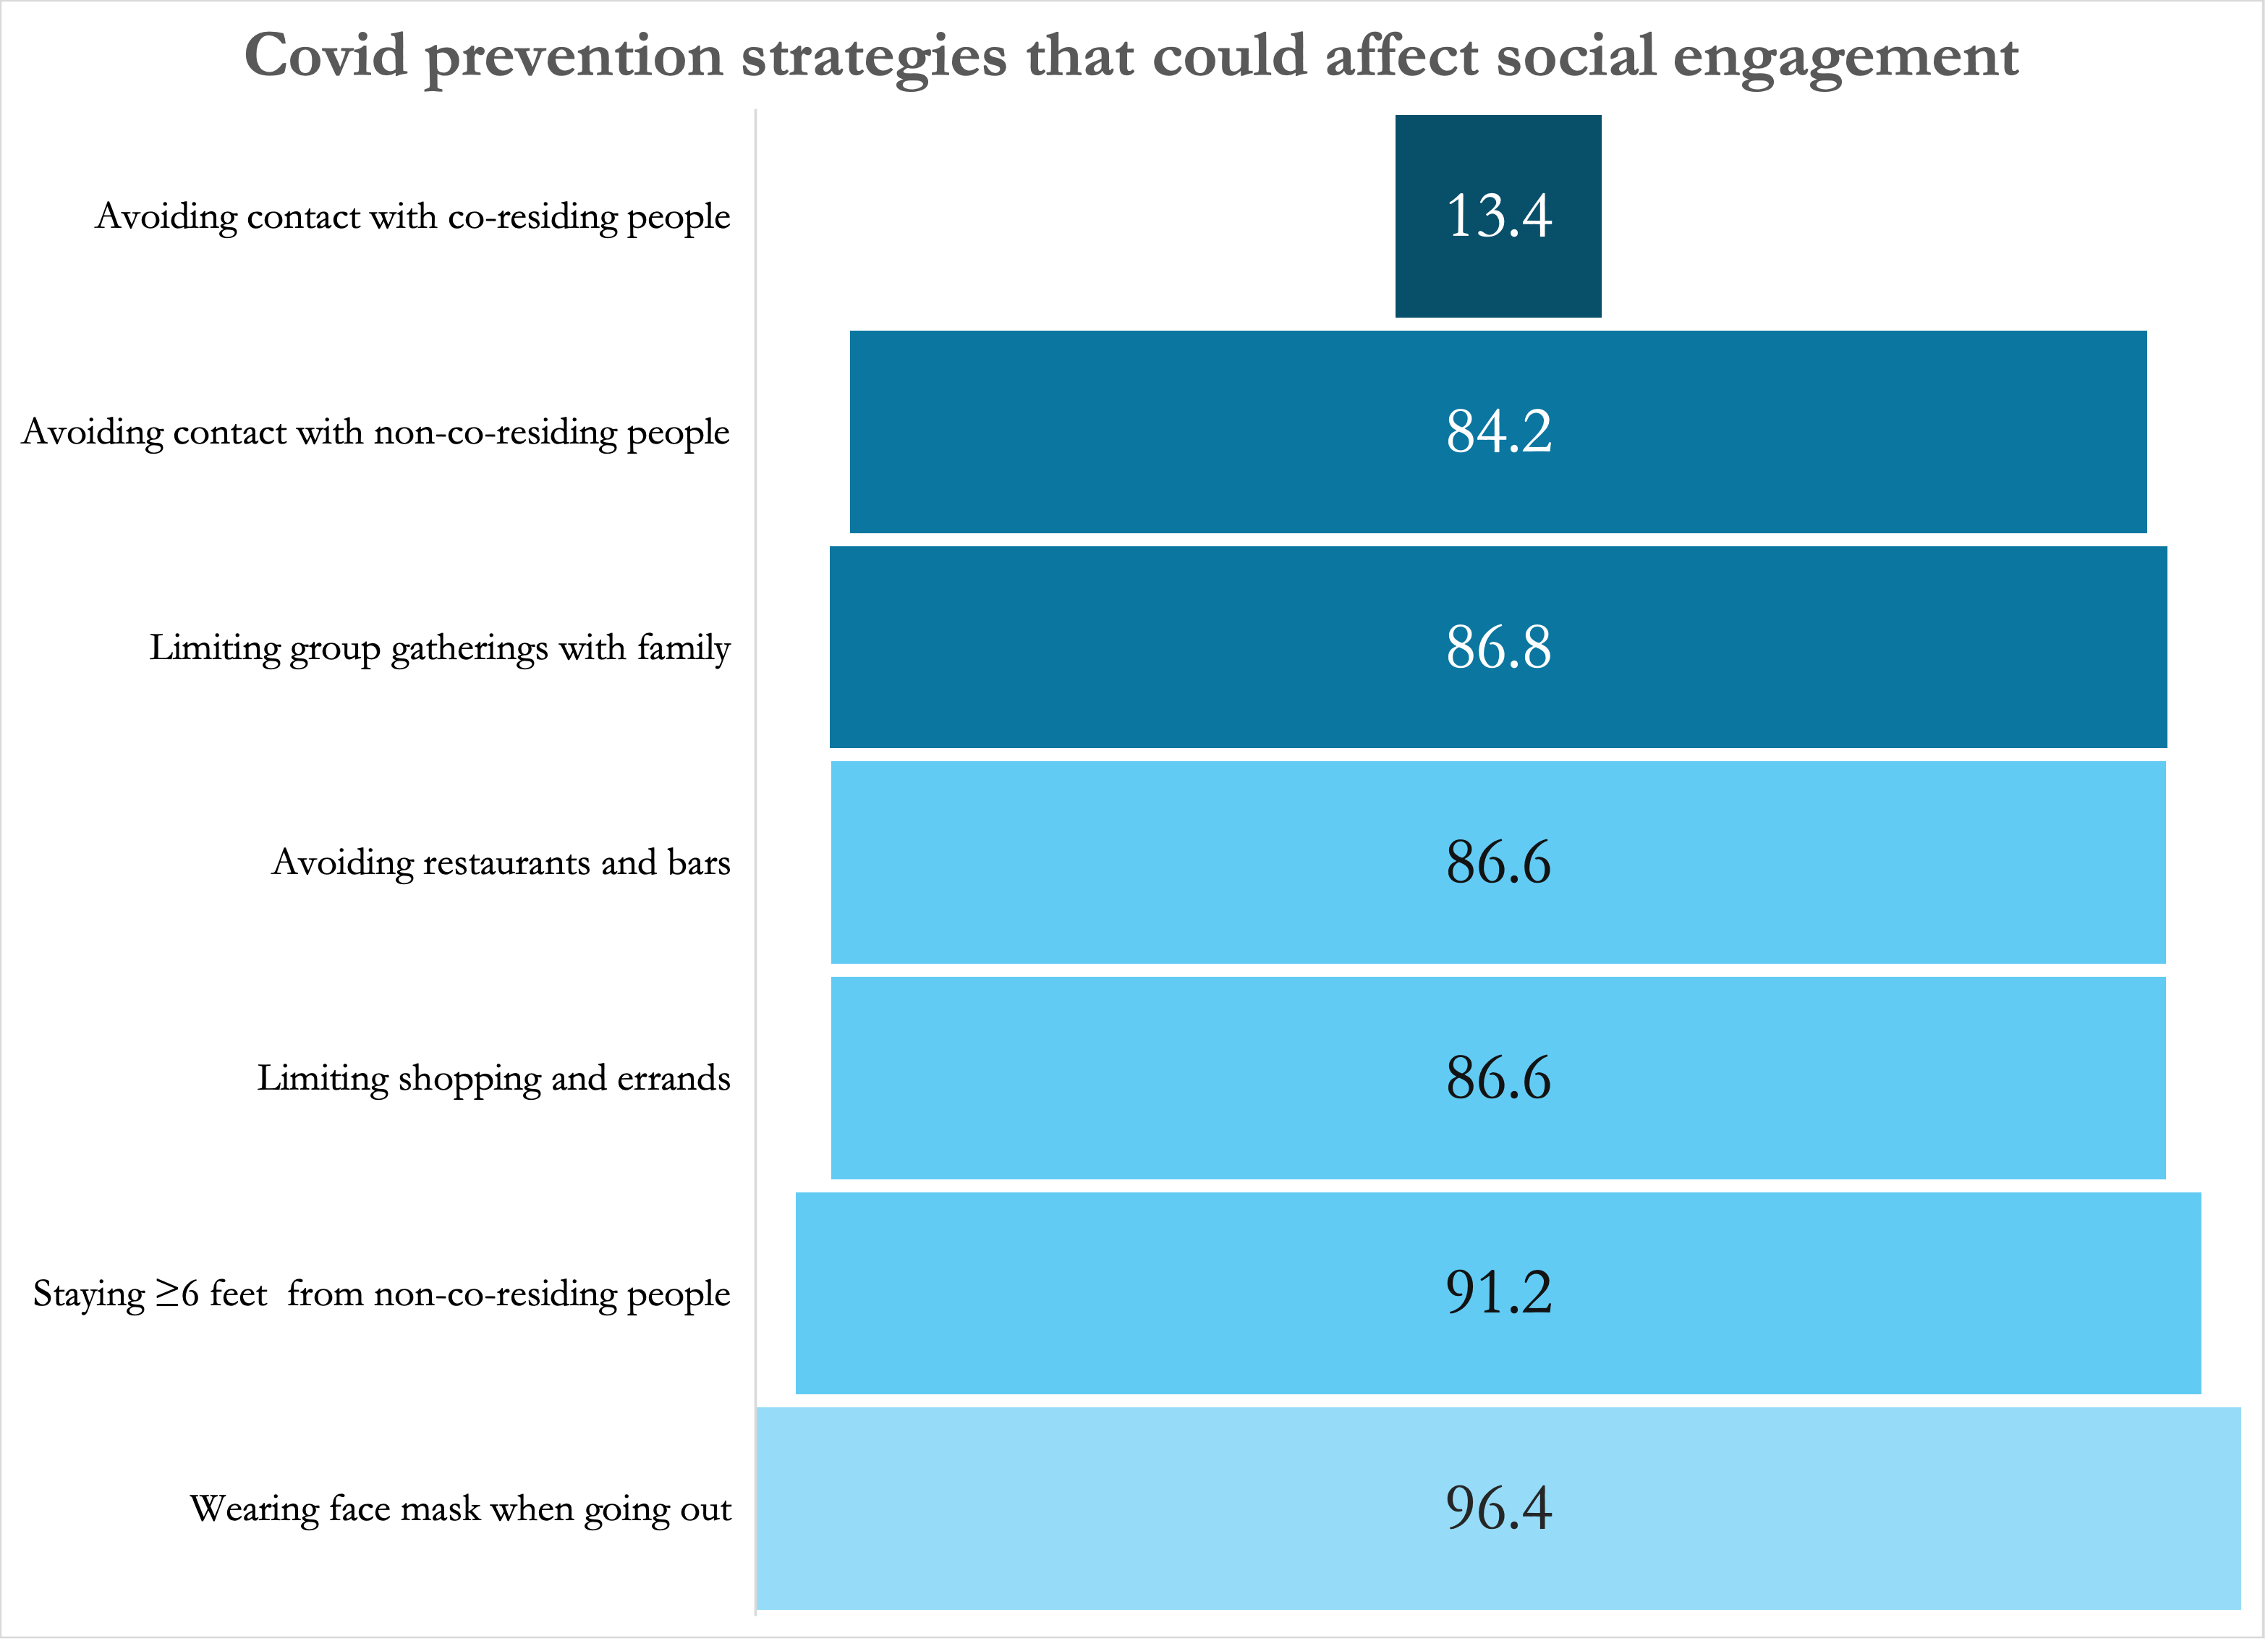 Covid prevention strategies that could affect social engagement
Avoiding contact with co-residing people
13.4
Avoiding contact with non-co-residing people
84.2
Limiting group gatherings with family
86.8
Avoiding restaurants and bars
86.6
Limiting shopping and errands
86.6
Staying ≥6 feet  from non-co-residing people
91.2
Wearing face mask when going out
96.4